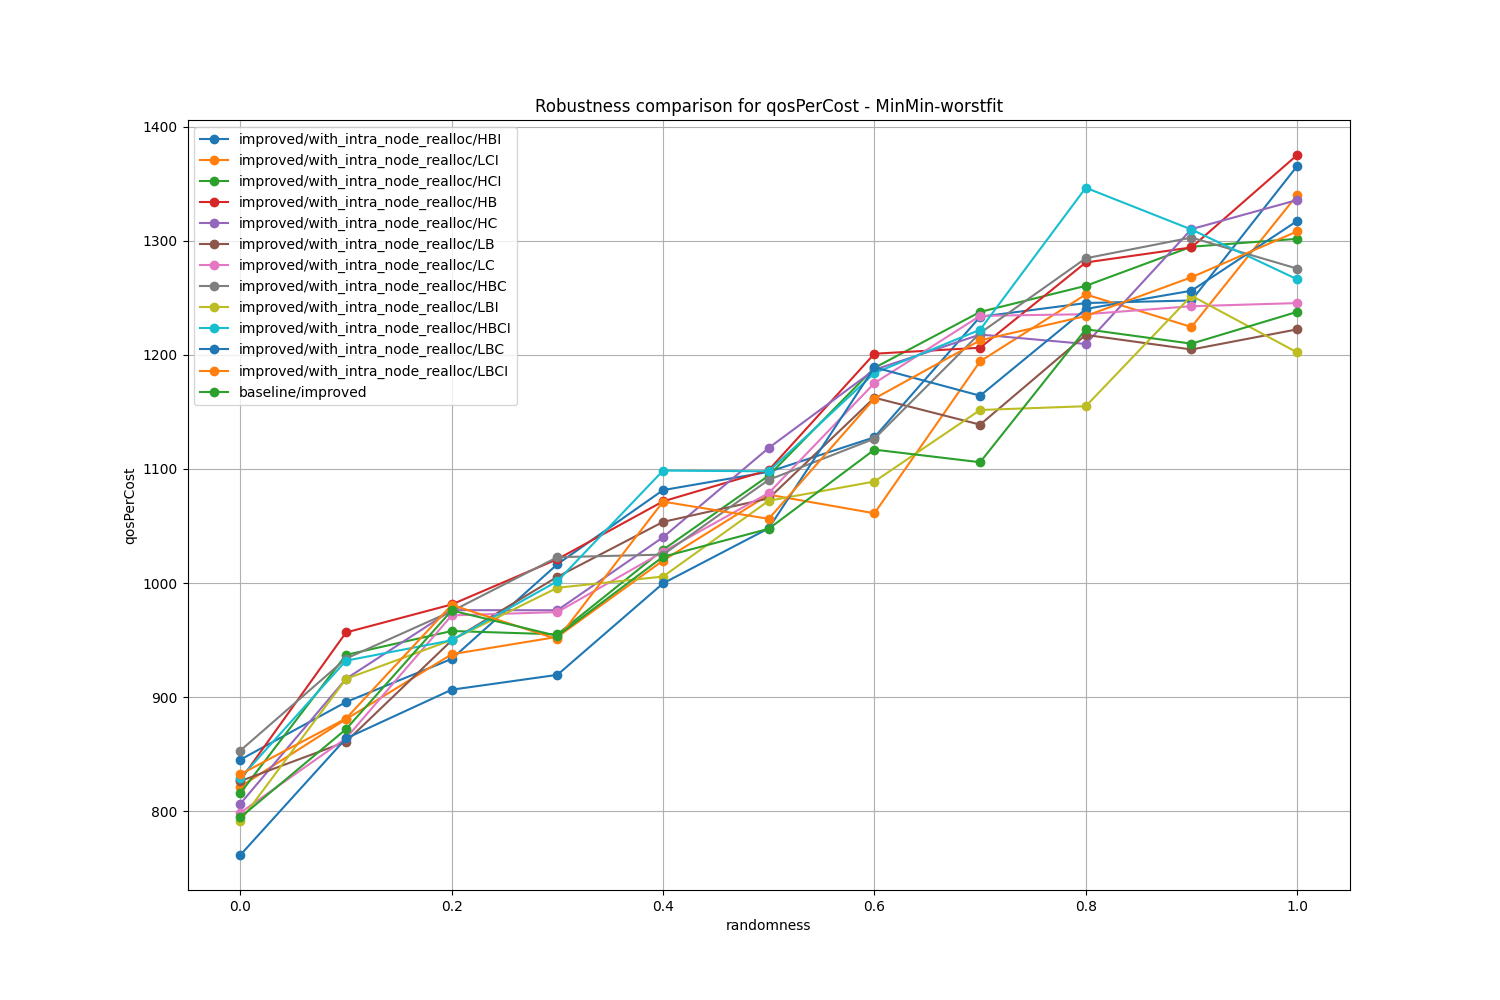 Robustness comparison for qosPerCost - MinMin-worstfit
1400
1300
1200
1100
1000
900
800
qosPerCost
improved/with_intra_node_realloc/HBI
improved/with_intra_node_realloc/LCI
improved/with_intra_node_realloc/HCI
improved/with_intra_node_realloc/HB
improved/with_intra_node_realloc/HC
improved/with_intra_node_realloc/LB
improved/with_intra_node_realloc/LC
improved/with_intra_node_realloc/HBC
improved/with_intra_node_realloc/LBI
improved/with_intra_node_realloc/HBCI
improved/with_intra_node_realloc/LBC
improved/with_intra_node_realloc/LBCI
baseline/improved
0.0 0.2 0.4 0.6 0.8 1.0
randomness